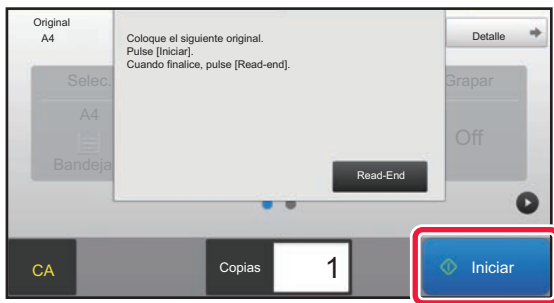 Original
A4
Coloque el siguiente original.
Pulse [Iniciar].
Cuando finalice, pulse [Read-end].
Detalle
Selec.
A4
Bandeja
Grapar
Off
Read-End
CA
Copias
1
Iniciar